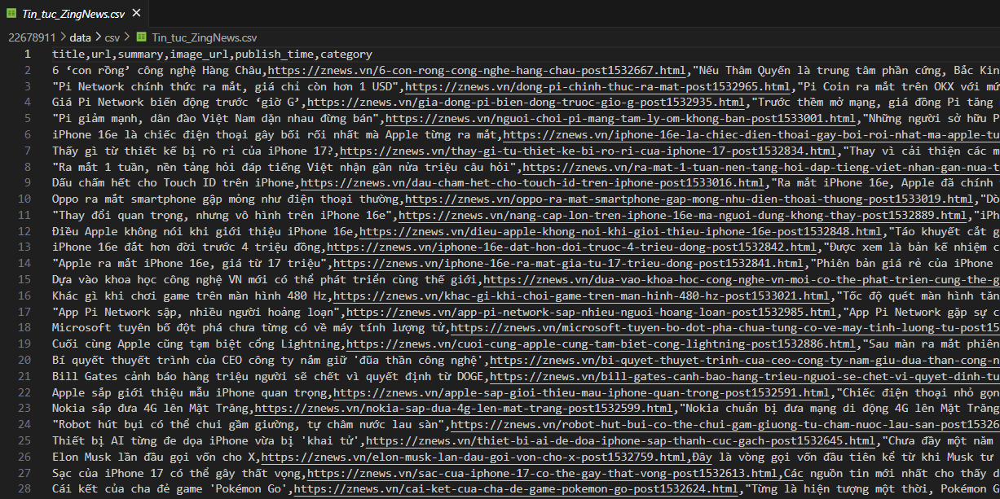 Tin_tuc_ZingNews.csv
22678911 > data > csv > Tin_tuc_ZingNews.csv
1 title,url,summary,image_url,publish_time,category
2 6 ‘con rồng’ công nghệ Hàng Châu,https://znews.vn/6-con-rong-cong-nghe-hang-chau-post1532667.html,"Nếu Thâm Quyến là trung tâm phần cứng, Bắc Kin
3 "Pi Network chính thức ra mắt, giá chỉ còn hơn 1 USD",https://znews.vn/dong-pi-chinh-thuc-ra-mat-post1532965.html,"Pi Coin ra mắt trên OKX với mứ
4 Giá Pi Network biến động trước ‘giờ G’,https://znews.vn/gia-dong-pi-bien-dong-truoc-gio-g-post1532935.html,"Trước thềm mở mạng, giá đồng Pi tăng
5 "Pi giảm mạnh, dân đào Việt Nam dặn nhau đừng bán",https://znews.vn/nguoi-choi-pi-mang-tam-ly-om-khong-ban-post1533001.html,"Những người sở hữu P
6 iPhone 16e là chiếc điện thoại gây bối rối nhất mà Apple từng ra mắt,https://znews.vn/iphone-16e-la-chiec-dien-thoai-gay-boi-roi-nhat-ma-apple-tu
7 Thấy gì từ thiết kế bị rò rỉ của iPhone 17?,https://znews.vn/thay-gi-tu-thiet-ke-bi-ro-ri-cua-iphone-17-post1532834.html,"Thay vì cải thiện các m
8 "Ra mắt 1 tuần, nền tảng hỏi đáp tiếng Việt nhận gần nửa triệu câu hỏi",https://znews.vn/ra-mat-1-tuan-nen-tang-hoi-dap-tieng-viet-nhan-gan-nua-t
9 Dấu chấm hết cho Touch ID trên iPhone,https://znews.vn/dau-cham-het-cho-touch-id-tren-iphone-post1533016.html,"Ra mắt iPhone 16e, Apple đã chính
10 Oppo ra mắt smartphone gập mỏng như điện thoại thường,https://znews.vn/oppo-ra-mat-smartphone-gap-mong-nhu-dien-thoai-thuong-post1533019.html,"Dò
11 "Thay đổi quan trọng, nhưng vô hình trên iPhone 16e",https://znews.vn/nang-cap-lon-tren-iphone-16e-ma-nguoi-dung-khong-thay-post1532889.html,"iPh
12 Điều Apple không nói khi giới thiệu iPhone 16e,https://znews.vn/dieu-apple-khong-noi-khi-gioi-thieu-iphone-16e-post1532848.html,"Táo khuyết cắt g
13 iPhone 16e đắt hơn đời trước 4 triệu đồng,https://znews.vn/iphone-16e-dat-hon-doi-truoc-4-trieu-dong-post1532842.html,"Được xem là bản kế nhiệm c
14 "Apple ra mắt iPhone 16e, giá từ 17 triệu",https://znews.vn/iphone-16e-ra-mat-gia-tu-17-trieu-dong-post1532841.html,"Phiên bản giá rẻ của iPhone
15 Dựa vào khoa học công nghệ VN mới có thể phát triển cùng thế giới,https://znews.vn/dua-vao-khoa-hoc-cong-nghe-vn-moi-co-the-phat-trien-cung-the-g
16 Khác gì khi chơi game trên màn hình 480 Hz,https://znews.vn/khac-gi-khi-choi-game-tren-man-hinh-480-hz-post1533021.html,"Tốc độ quét màn hình tăn
17 "App Pi Network sập, nhiều người hoảng loạn",https://znews.vn/app-pi-network-sap-nhieu-nguoi-hoang-loan-post1532985.html,"App Pi Network gặp sự c
18 Microsoft tuyên bố đột phá chưa từng có về máy tính lượng tử,https://znews.vn/microsoft-tuyen-bo-dot-pha-chua-tung-co-ve-may-tinh-luong-tu-post15
19 Cuối cùng Apple cũng tạm biệt cổng Lightning,https://znews.vn/cuoi-cung-apple-cung-tam-biet-cong-lightning-post1532886.html,"Sau màn ra mắt phiên
20 Bí quyết thuyết trình của CEO công ty nắm giữ 'đũa thần công nghệ',https://znews.vn/bi-quyet-thuyet-trinh-cua-ceo-cong-ty-nam-giu-dua-than-cong-n
21 Bill Gates cảnh báo hàng triệu người sẽ chết vì quyết định từ DOGE,https://znews.vn/bill-gates-canh-bao-hang-trieu-nguoi-se-chet-vi-quyet-dinh-tu
22 Apple sắp giới thiệu mẫu iPhone quan trọng,https://znews.vn/apple-sap-gioi-thieu-mau-iphone-quan-trong-post1532591.html,"Chiếc điện thoại nhỏ gọn
23 Nokia sắp đưa 4G lên Mặt Trăng,https://znews.vn/nokia-sap-dua-4g-len-mat-trang-post1532599.html,"Nokia chuẩn bị đưa mạng di động 4G lên Mặt Trăng
24 "Robot hút bụi có thể chui gầm giường, tự châm nước lau sàn",https://znews.vn/robot-hut-bui-co-the-chui-gam-giuong-tu-cham-nuoc-lau-san-post15326
25 Thiết bị AI từng đe dọa iPhone vừa bị 'khai tử',https://znews.vn/thiet-bi-ai-de-doa-iphone-sap-thanh-cuc-gach-post1532645.html,"Chưa đầy một năm
26 Elon Musk lần đầu gọi vốn cho X,https://znews.vn/elon-musk-lan-dau-goi-von-cho-x-post1532759.html,Đây là vòng gọi vốn đầu tiên kể từ khi Musk tư
27 Sạc của iPhone 17 có thể gây thất vọng,https://znews.vn/sac-cua-iphone-17-co-the-gay-that-vong-post1532613.html,Các nguồn tin mới nhất cho thấy d
28 Cái kết của cha đẻ game 'Pokémon Go',https://znews.vn/cai-ket-cua-cha-de-game-pokemon-go-post1532624.html,"Từng là hiện tượng một thời, Pokémon G